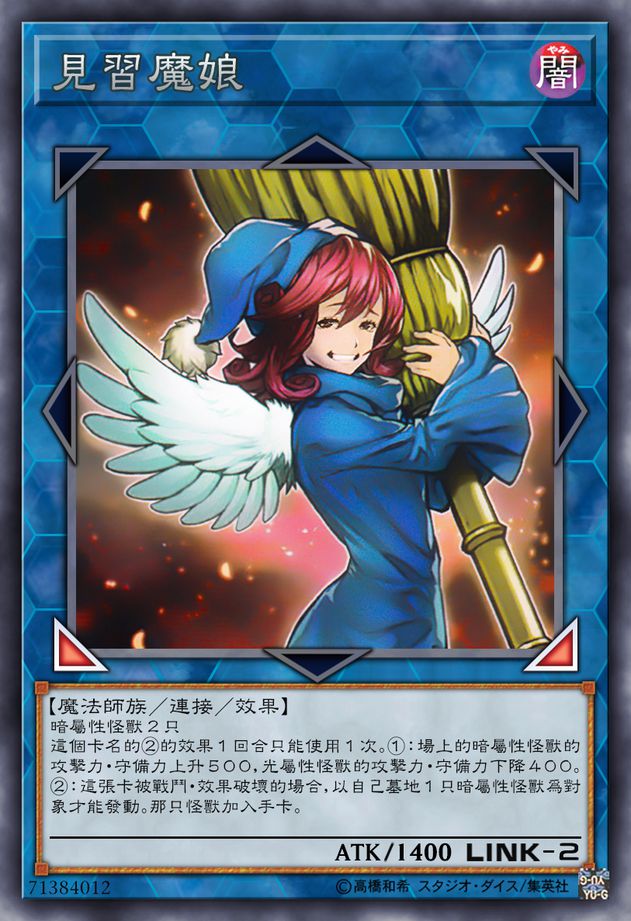 見習魔娘
やみ
闇
【魔法師族／連接／效果】
暗屬性怪獸２只
這個卡名的②的效果１回合只能使用１次。①：場上的暗屬性怪獸的
攻擊力・守備力上升５００，光屬性怪獸的攻擊力・守備力下降４００。
②：這張卡被戰鬥・效果破壞的場合，以自己墓地１只暗屬性怪獸爲對
象才能發動。那只怪獸加入手卡。
ATK/1400 LINK-2
71384012
©高橋和希 スタジオ・ダイス/集英社